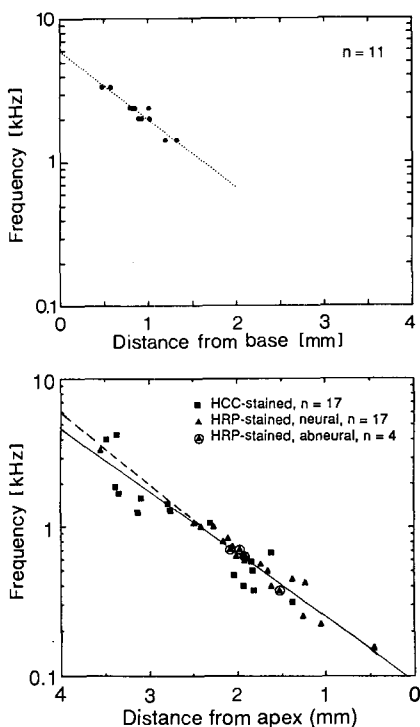 10
n = 11
Frequency [kHz]
1
0.1
0 1 2 3 4
Distance from base [mm]
10
■ HCC-stained, n = 17
▲ HRP-stained, neural, n = 17
HRP-stained, abneural, n = 4
Frequency [kHz]
1
0.1
4 3 2 1 0
Distance from apex (mm)